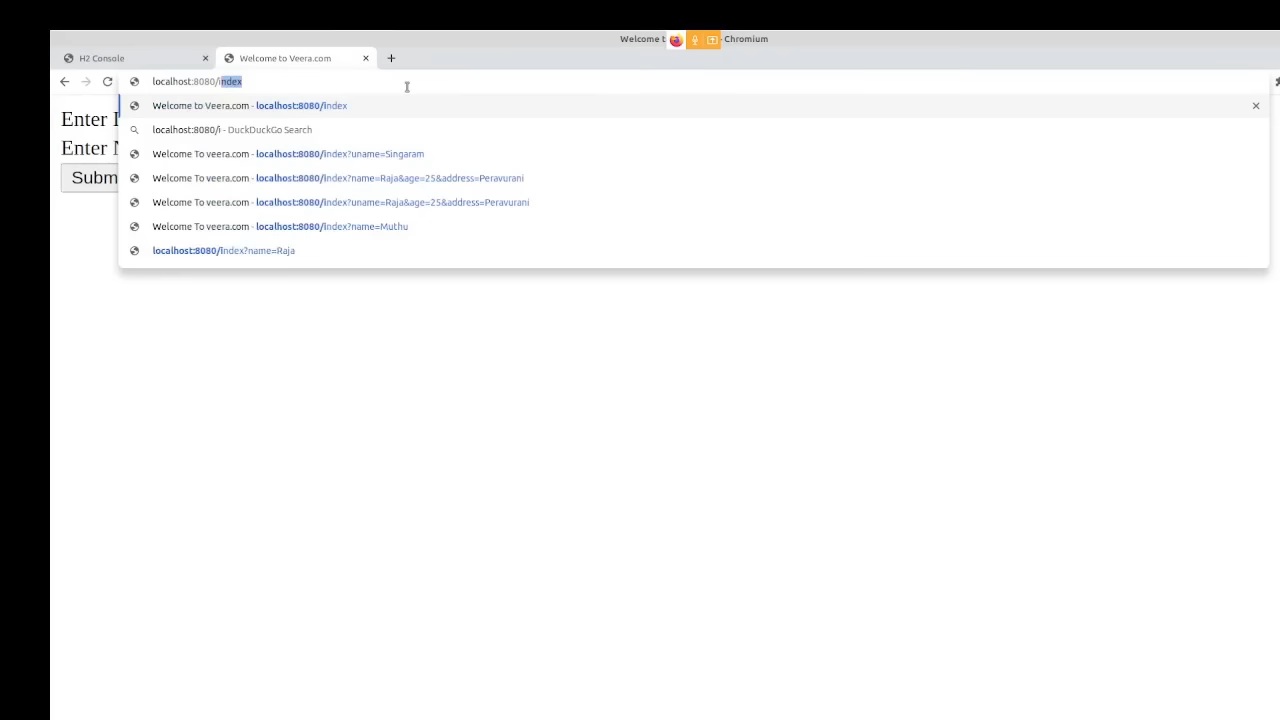 Welcome t - Chromium
H2 Console
Welcome to Veera.com
localhost:8080/index
Welcome to Veera.com - localhost:8080/index
localhost:8080/i - DuckDuckGo Search
Welcome To veera.com - localhost:8080/index?uname=Singaram
Welcome To veera.com - localhost:8080/index?name=Raja&age=25&address=Peravurani
Welcome To veera.com - localhost:8080/index?uname=Raja&age=25&address=Peravurani
Welcome To veera.com - localhost:8080/index?name=Muthu
localhost:8080/index?name=Raja
Enter
Enter
Subm